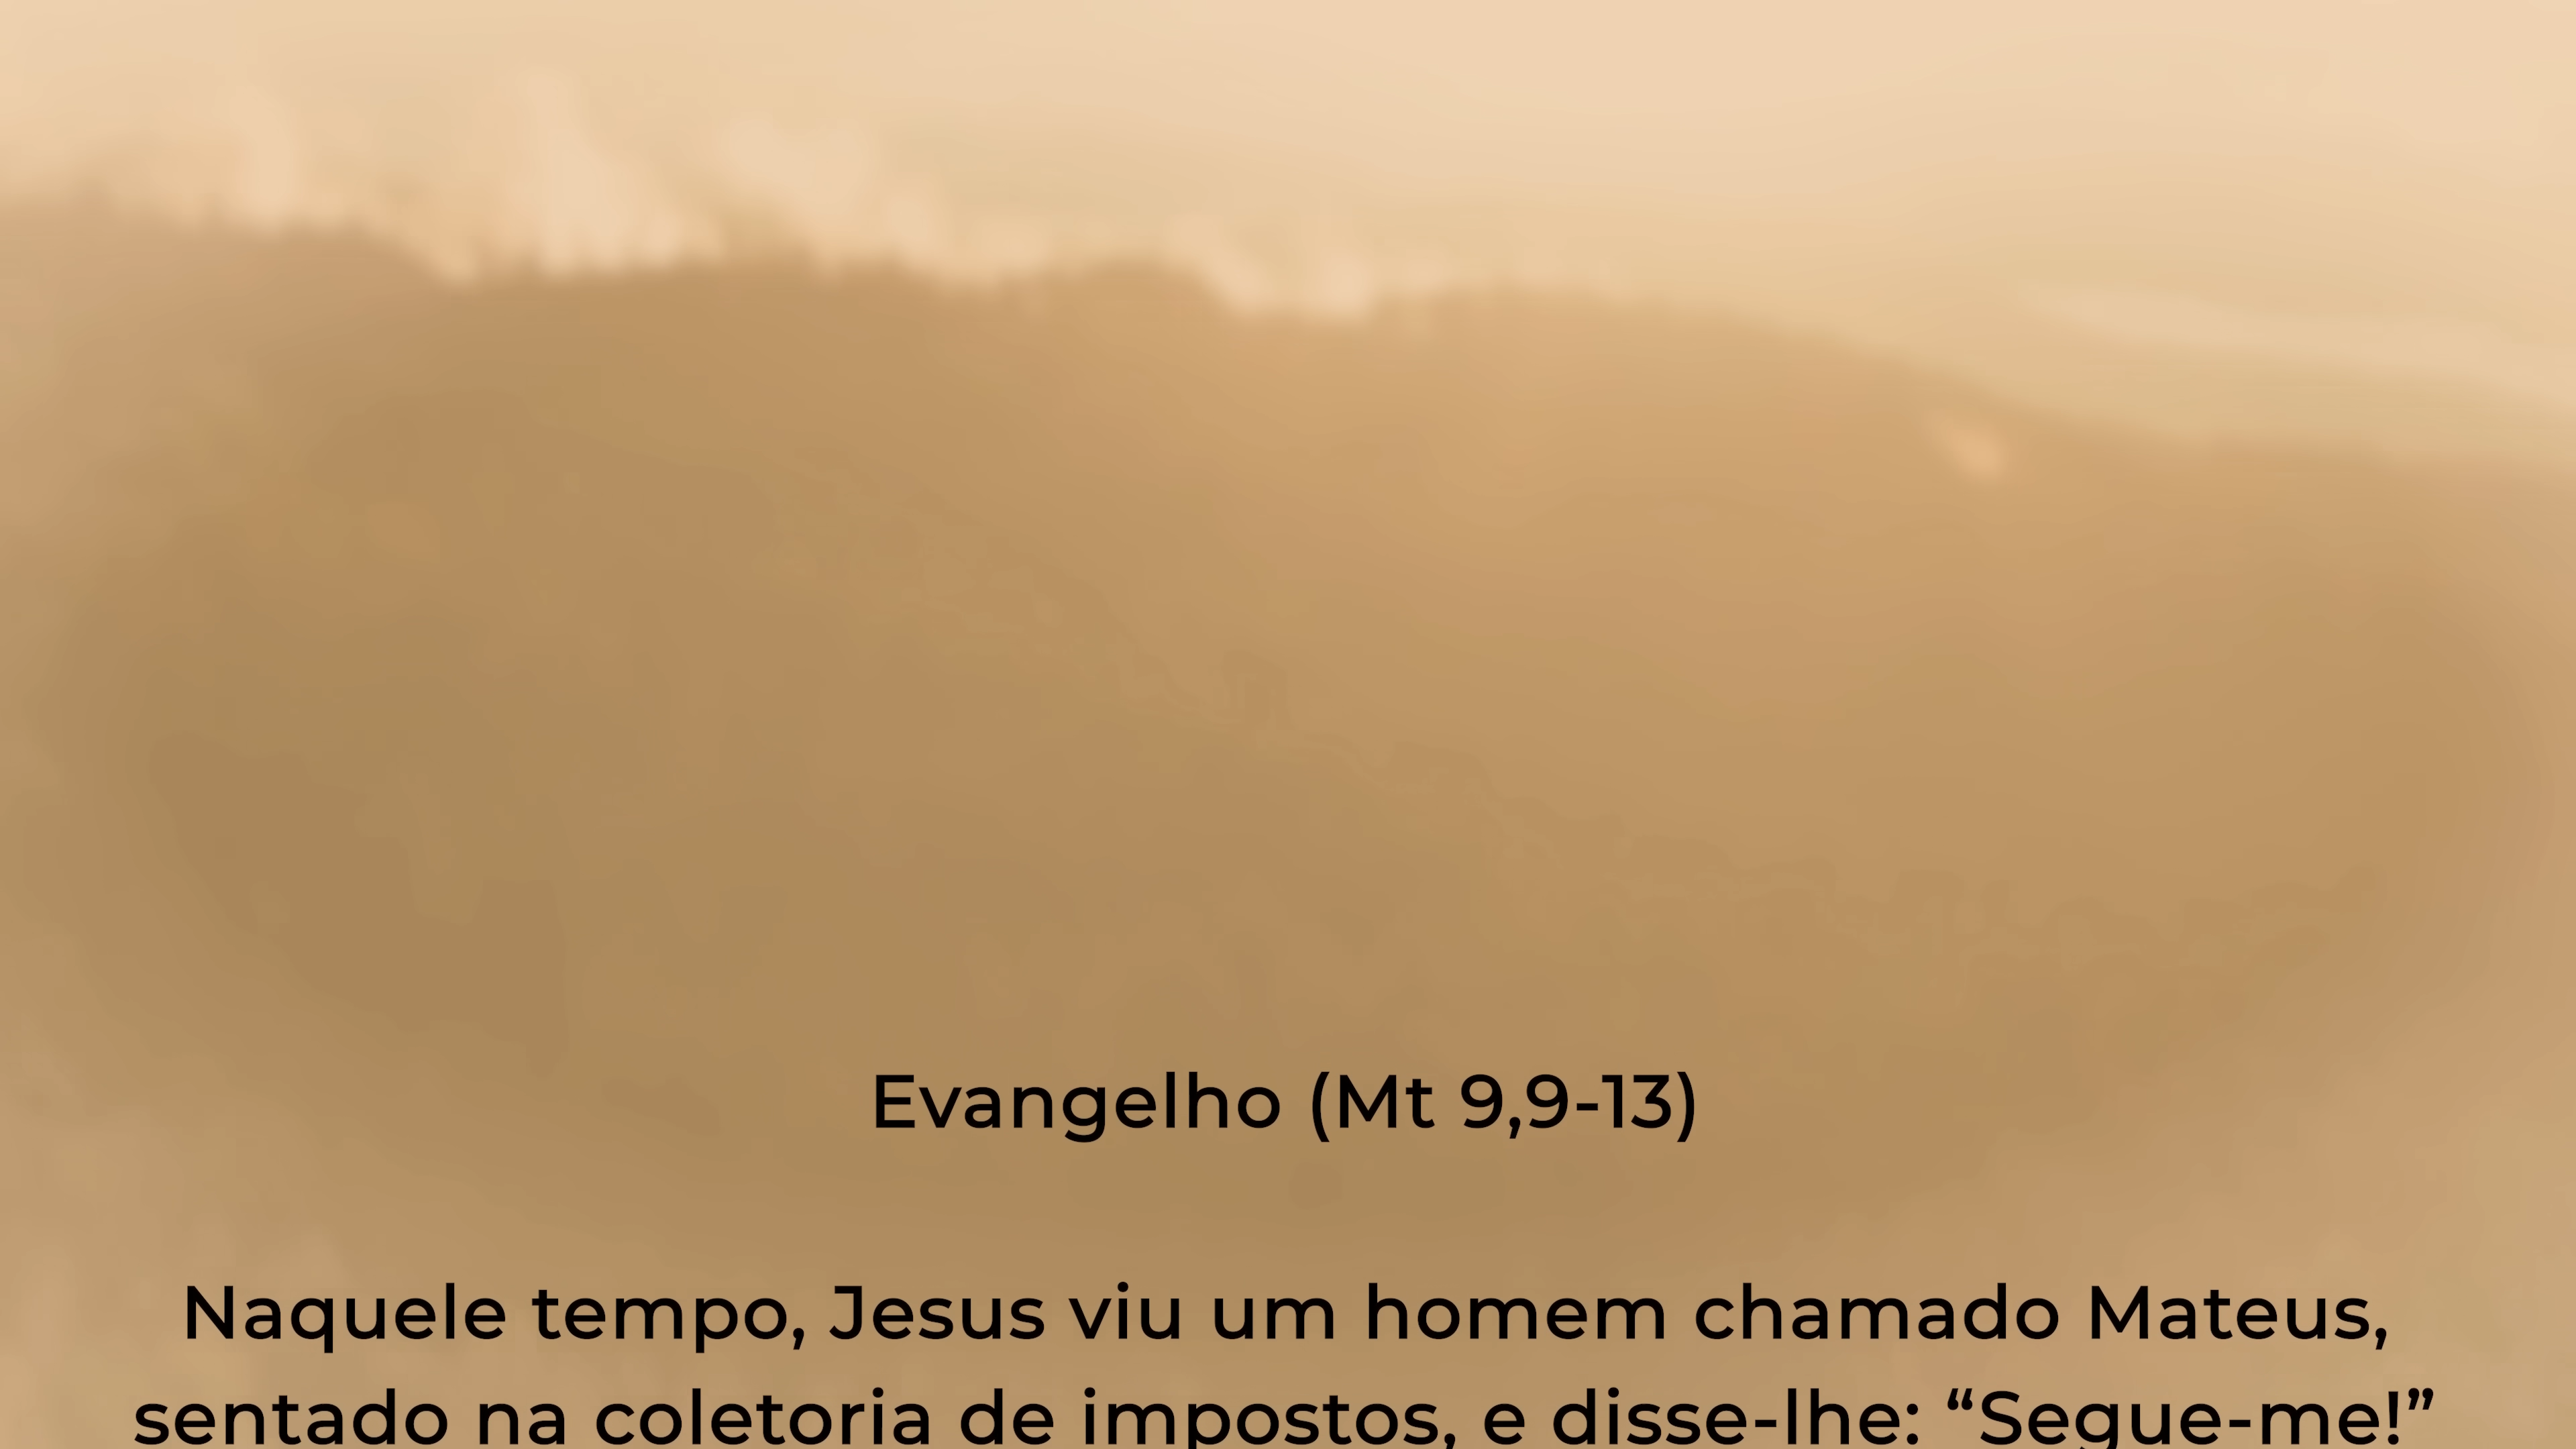 Evangelho (Mt 9,9-13)
Naquele tempo, Jesus viu um homem chamado Mateus,
sentado na coletoria de impostos, e disse-lhe: “Segue-me!”